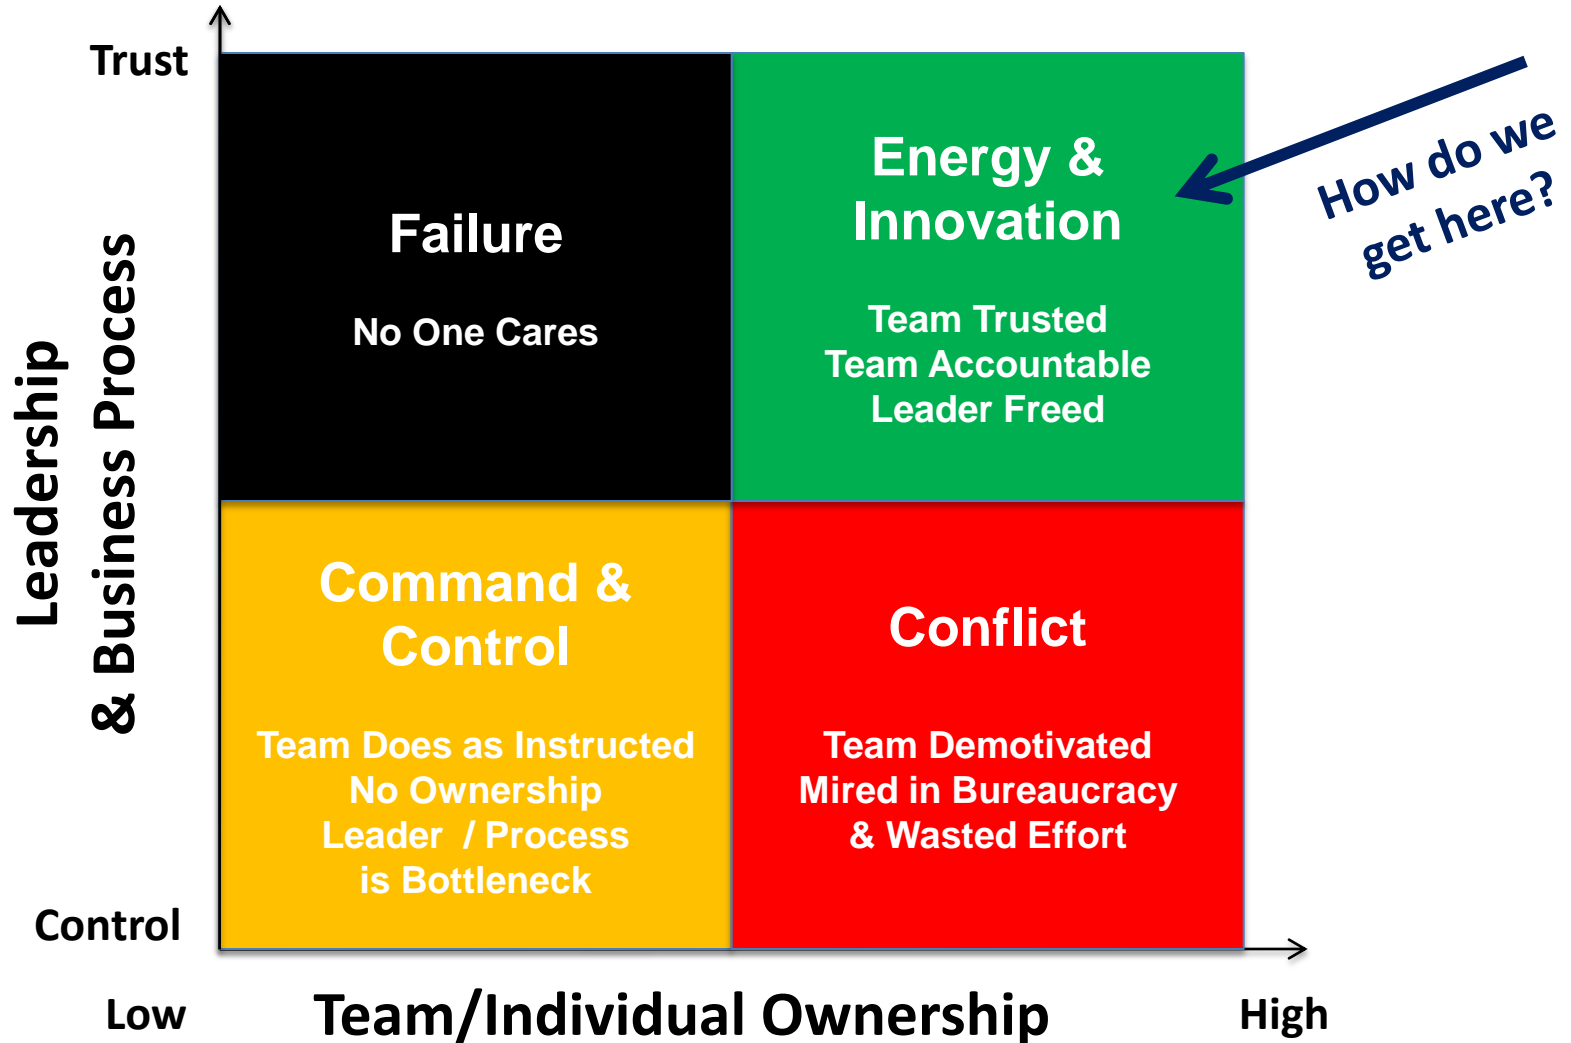 Trust
Leadership
& Business Process
Control
Low
Team/Individual Ownership
High
Failure
No One Cares
Energy &
Innovation
Team Trusted
Team Accountable
Leader Freed
How do we
get here?
Command &
Control
Team Does as Instructed
No Ownership
Leader / Process
is Bottleneck
Conflict
Team Demotivated
Mired in Bureaucracy
& Wasted Effort